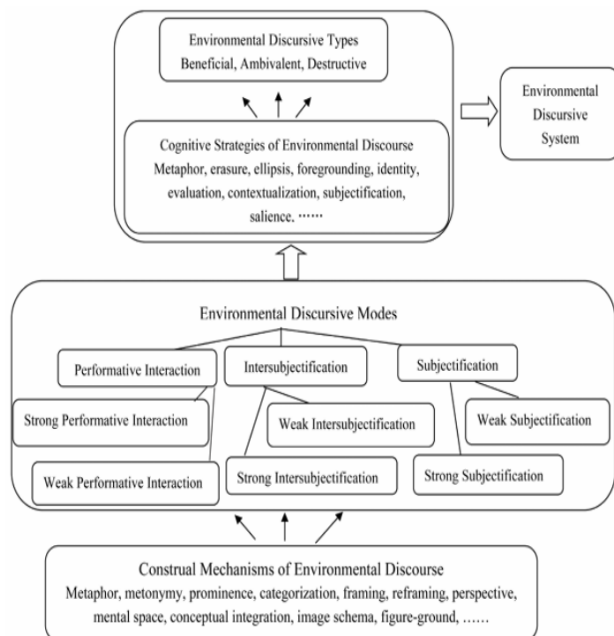 Environmental Discursive Types
Beneficial, Ambivalent, Destructive
Cognitive Strategies of Environmental Discourse
Metaphor, erasure, ellipsis, foregrounding, identity,
evaluation, contextualization, subjectification,
salience. ⋯⋯
Environmental
Discursive
System
Environmental Discursive Modes
Performative Interaction
Intersubjectification
Subjectification
Strong Performative Interaction
Weak Intersubjectification
Weak Subjectification
Weak Performative Interaction
Strong Intersubjectification
Strong Subjectification
Construal Mechanisms of Environmental Discourse
Metaphor, metonymy, prominence, categorization, framing, reframing, perspective,
mental space, conceptual integration, image schema, figure-ground, ……